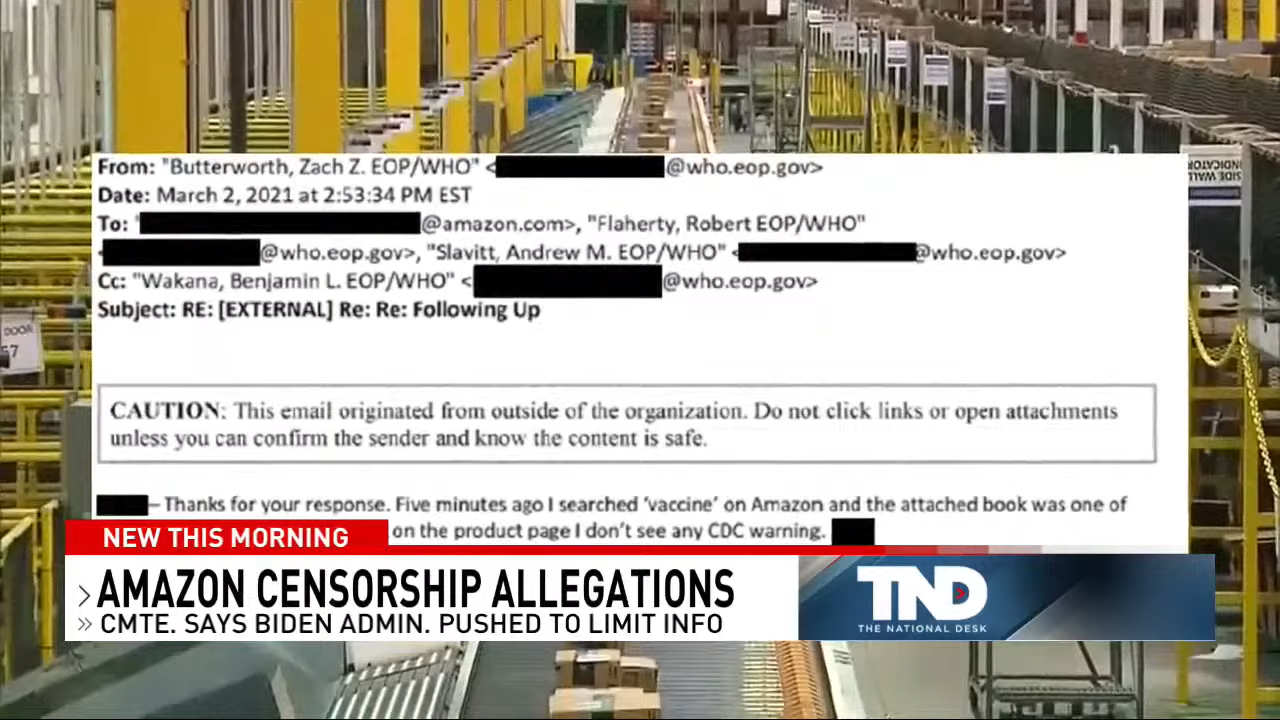 From: "Butterworth, Zach Z. EOP/WHO" < @who.eop.gov>
Date: March 2, 2021 at 2:53:34 PM EST
To: " @amazon.com>, "Flaherty, Robert EOP/WHO"
< @who.eop.gov>, "Slavitt, Andrew M. EOP/WHO" < @who.eop.gov>
Cc: "Wakana, Benjamin L. EOP/WHO" < @who.eop.gov>
Subject: RE: [EXTERNAL] Re: Re: Following Up
DOOR
57
CAUTION: This email originated from outside of the organization. Do not click links or open attachments
unless you can confirm the sender and know the content is safe.
– Thanks for your response. Five minutes ago I searched 'vaccine' on Amazon and the attached book was one of
on the product page I don't see any CDC warning.
NEW THIS MORNING
AMAZON CENSORSHIP ALLEGATIONS
CMTE. SAYS BIDEN ADMIN. PUSHED TO LIMIT INFO
TND
THE NATIONAL DESK